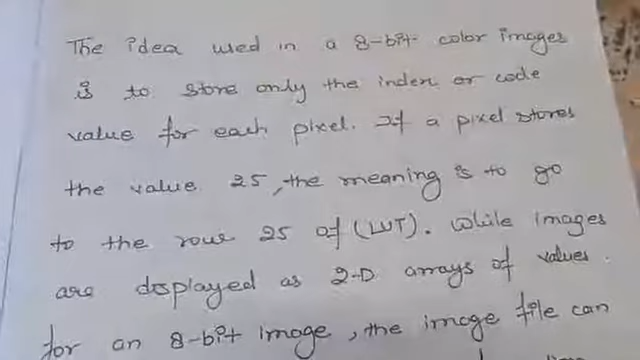 The idea used in a 8-bit color images
is to store only the index or code
value for each pixel. If a pixel stores
the value 25, the meaning is to go
to the row 25 of (LUT). While images
are displayed as 2-D arrays of values.
for an 8-bit image, the image file can